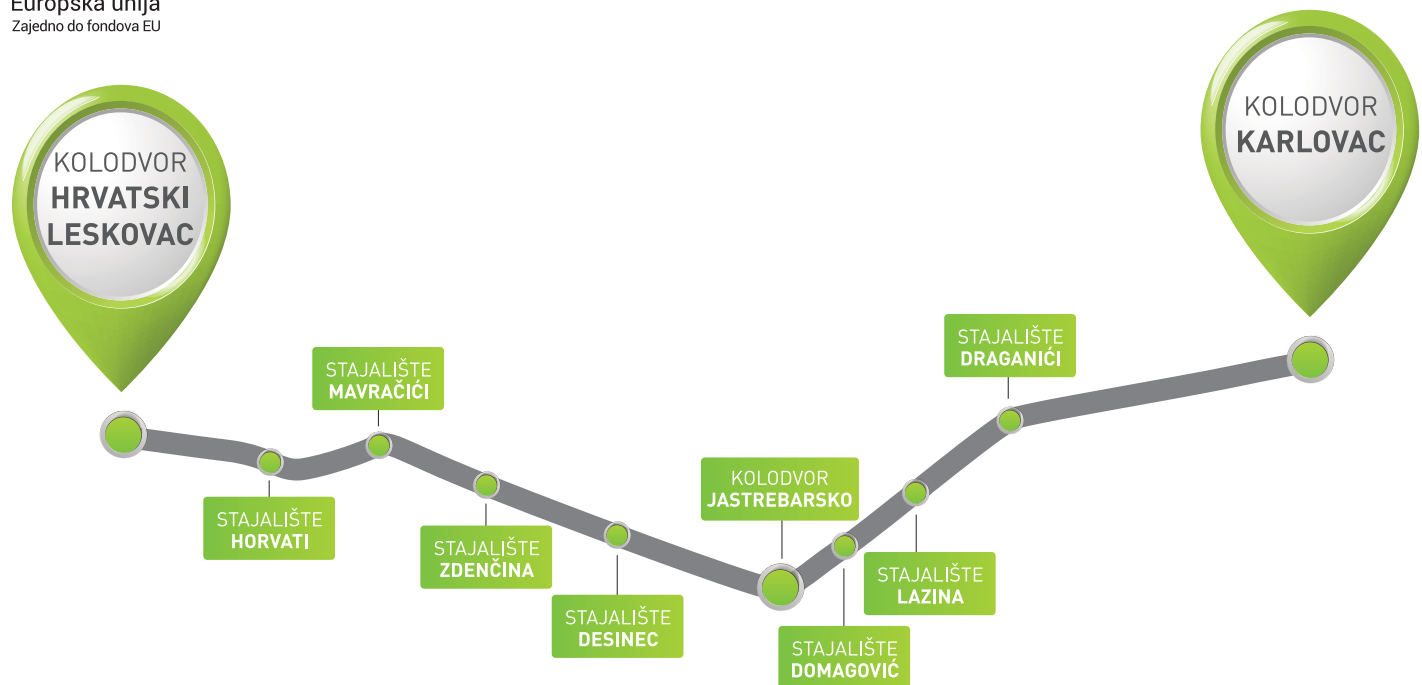 Europska unija
Zajedno do fondova EU
KOLODVOR
HRVATSKI
LESKOVAC
KOLODVOR
KARLOVAC
STAJALIŠTE
HORVATI
STAJALIŠTE
MAVRAČIĆI
STAJALIŠTE
ZDENČINA
STAJALIŠTE
DESINEC
KOLODVOR
JASTREBARSKO
STAJALIŠTE
DOMAGOVIĆ
STAJALIŠTE
LAZINA
STAJALIŠTE
DRAGANIĆI